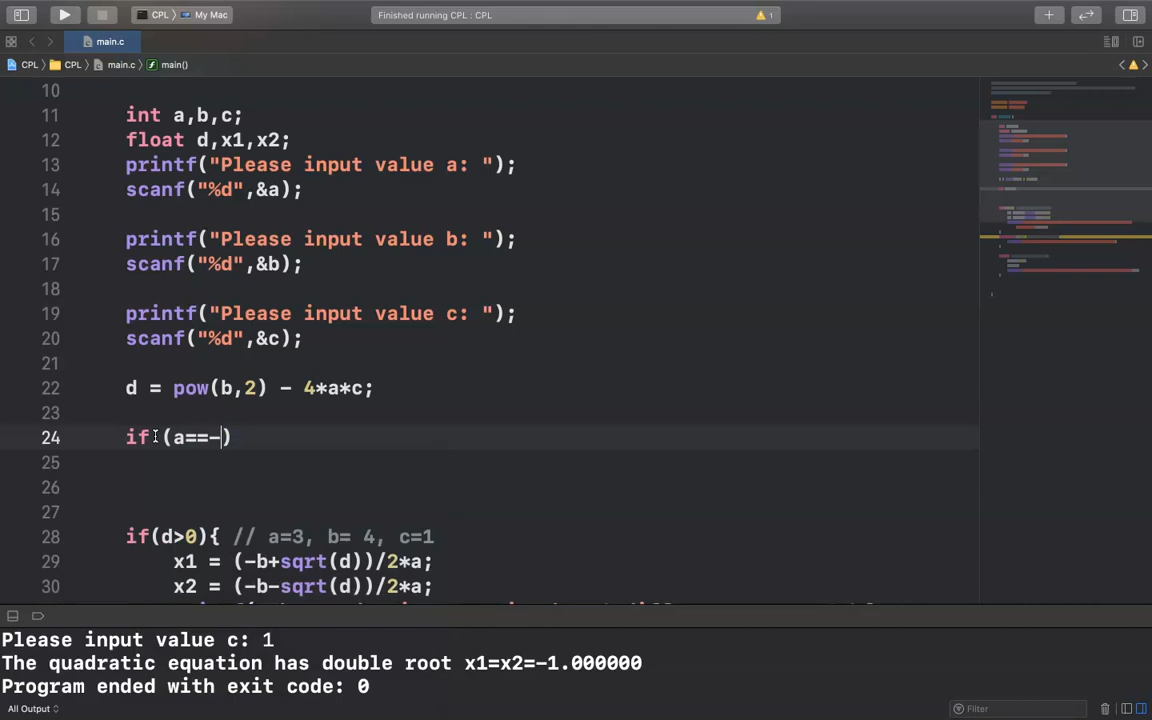 CPL My Mac Finished running CPL : CPL 1
main.c
CPL CPL main.c main()
10
11 int a,b,c;
12 float d,x1,x2;
13 printf("Please input value a: ");
14 scanf("%d",&a);
15
16 printf("Please input value b: ");
17 scanf("%d",&b);
18
19 printf("Please input value c: ");
20 scanf("%d",&c);
21
22 d = pow(b,2) - 4*a*c;
23
24 if (a==-)
25
26
27
28 if(d>0){ // a=3, b= 4, c=1
29 x1 = (-b+sqrt(d))/2*a;
30 x2 = (-b-sqrt(d))/2*a;
Please input value c: 1
The quadratic equation has double root x1=x2=-1.000000
Program ended with exit code: 0
All Output Filter